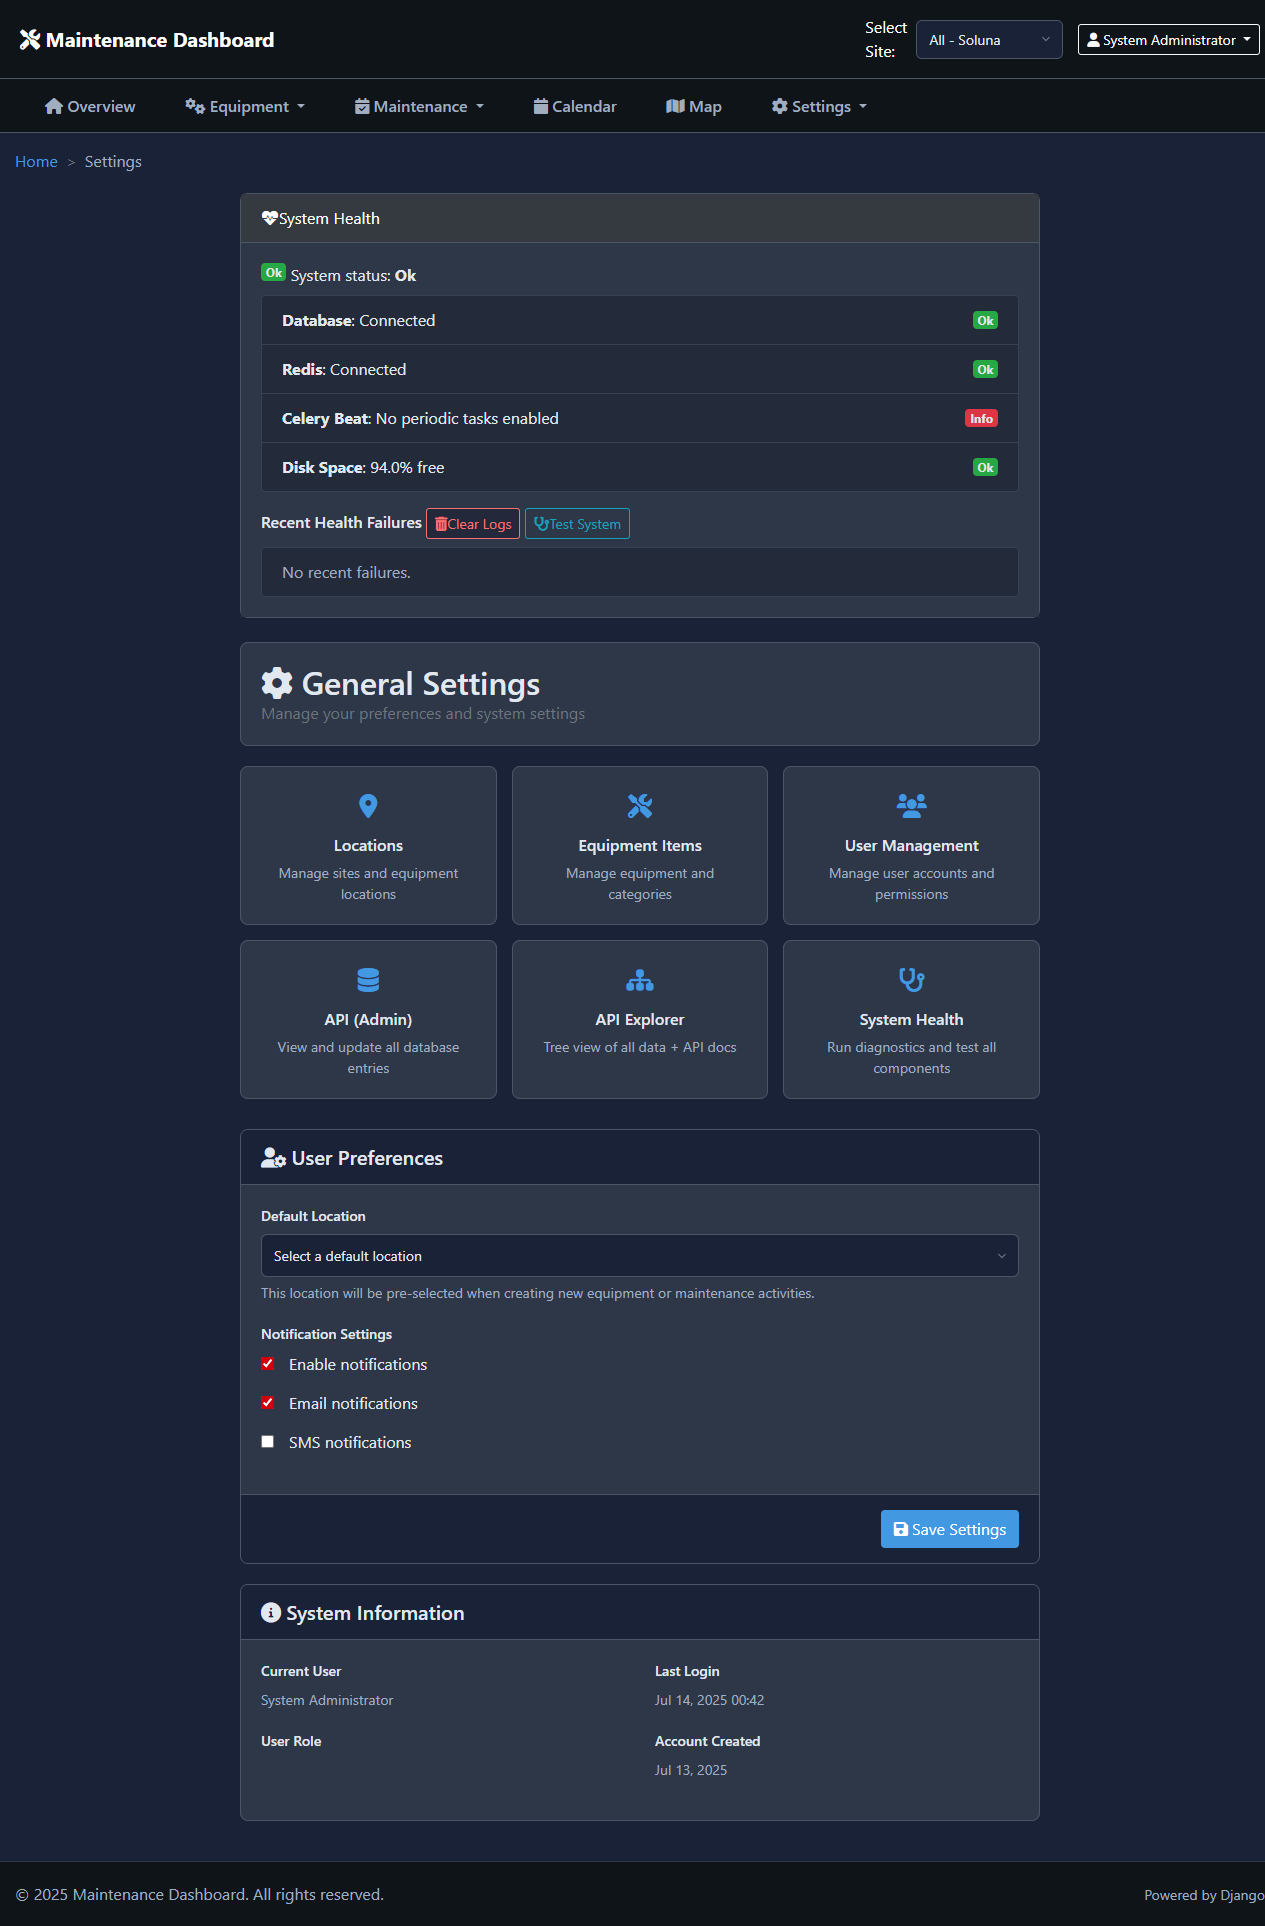 Maintenance Dashboard
Select Site:
All - Soluna
System Administrator
Overview
Equipment
Maintenance
Calendar
Map
Settings
Home > Settings
System Health
Ok System status: Ok
Database: Connected Ok
Redis: Connected Ok
Celery Beat: No periodic tasks enabled Info
Disk Space: 94.0% free Ok
Recent Health Failures Clear Logs Test System
No recent failures.
General Settings
Manage your preferences and system settings
Locations
Manage sites and equipment
locations
Equipment Items
Manage equipment and
categories
User Management
Manage user accounts and
permissions
API (Admin)
View and update all database
entries
API Explorer
Tree view of all data + API docs
System Health
Run diagnostics and test all
components
User Preferences
Default Location
Select a default location
This location will be pre-selected when creating new equipment or maintenance activities.
Notification Settings
Enable notifications
Email notifications
SMS notifications
Save Settings
System Information
Current User
System Administrator
Last Login
Jul 14, 2025 00:42
User Role
Account Created
Jul 13, 2025
© 2025 Maintenance Dashboard. All rights reserved.
Powered by Django